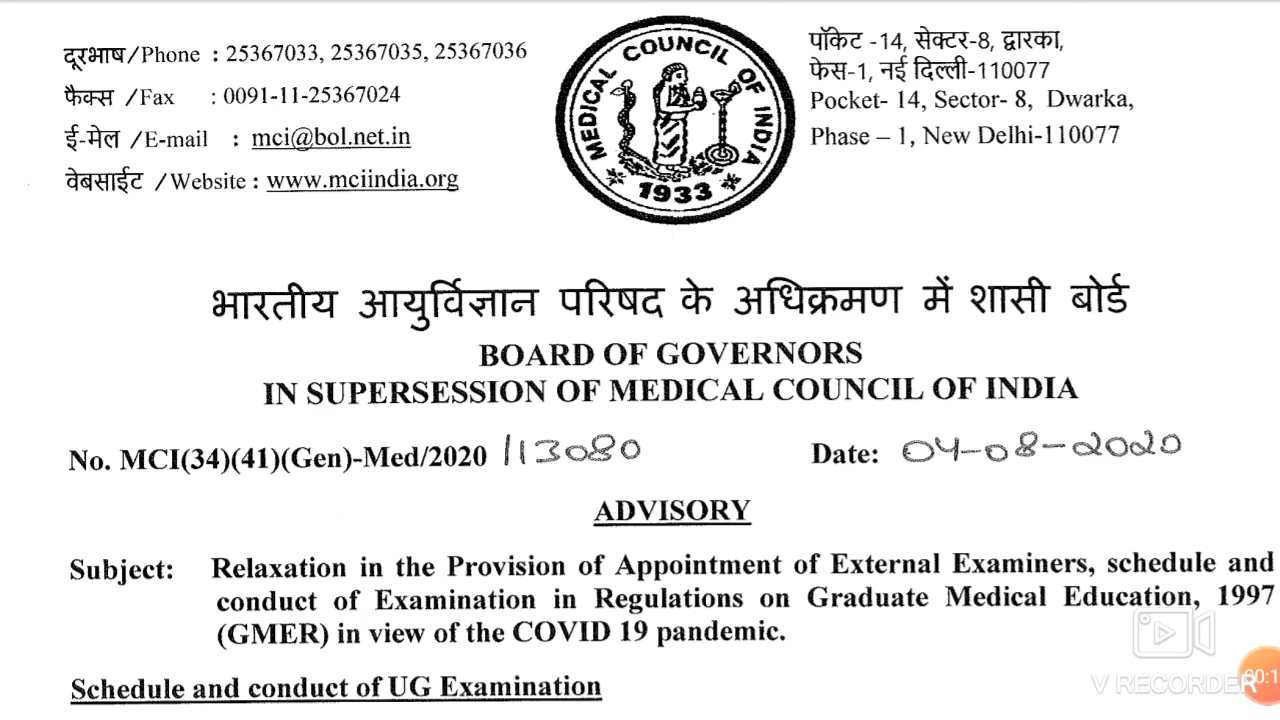 दूरभाष/Phone : 25367033, 25367035, 25367036
फैक्स /Fax : 0091-11-25367024
ई-मेल /E-mail : mci@bol.net.in
वेबसाईट /Website : www.mciindia.org
MEDICAL COUNCIL OF INDIA
1933
पॉकेट -14, सेक्टर-8, द्वारका,
फेस-1, नई दिल्ली-110077
Pocket- 14, Sector- 8, Dwarka,
Phase – 1, New Delhi-110077
भारतीय आयुर्विज्ञान परिषद के अधिक्रमण में शासी बोर्ड
BOARD OF GOVERNORS
IN SUPERSESSION OF MEDICAL COUNCIL OF INDIA
No. MCI(34)(41)(Gen)-Med/2020 /113080 Date: 04-08-2020
ADVISORY
Subject: Relaxation in the Provision of Appointment of External Examiners, schedule and
conduct of Examination in Regulations on Graduate Medical Education, 1997
(GMER) in view of the COVID 19 pandemic.
Schedule and conduct of UG Examination
V RECORDER